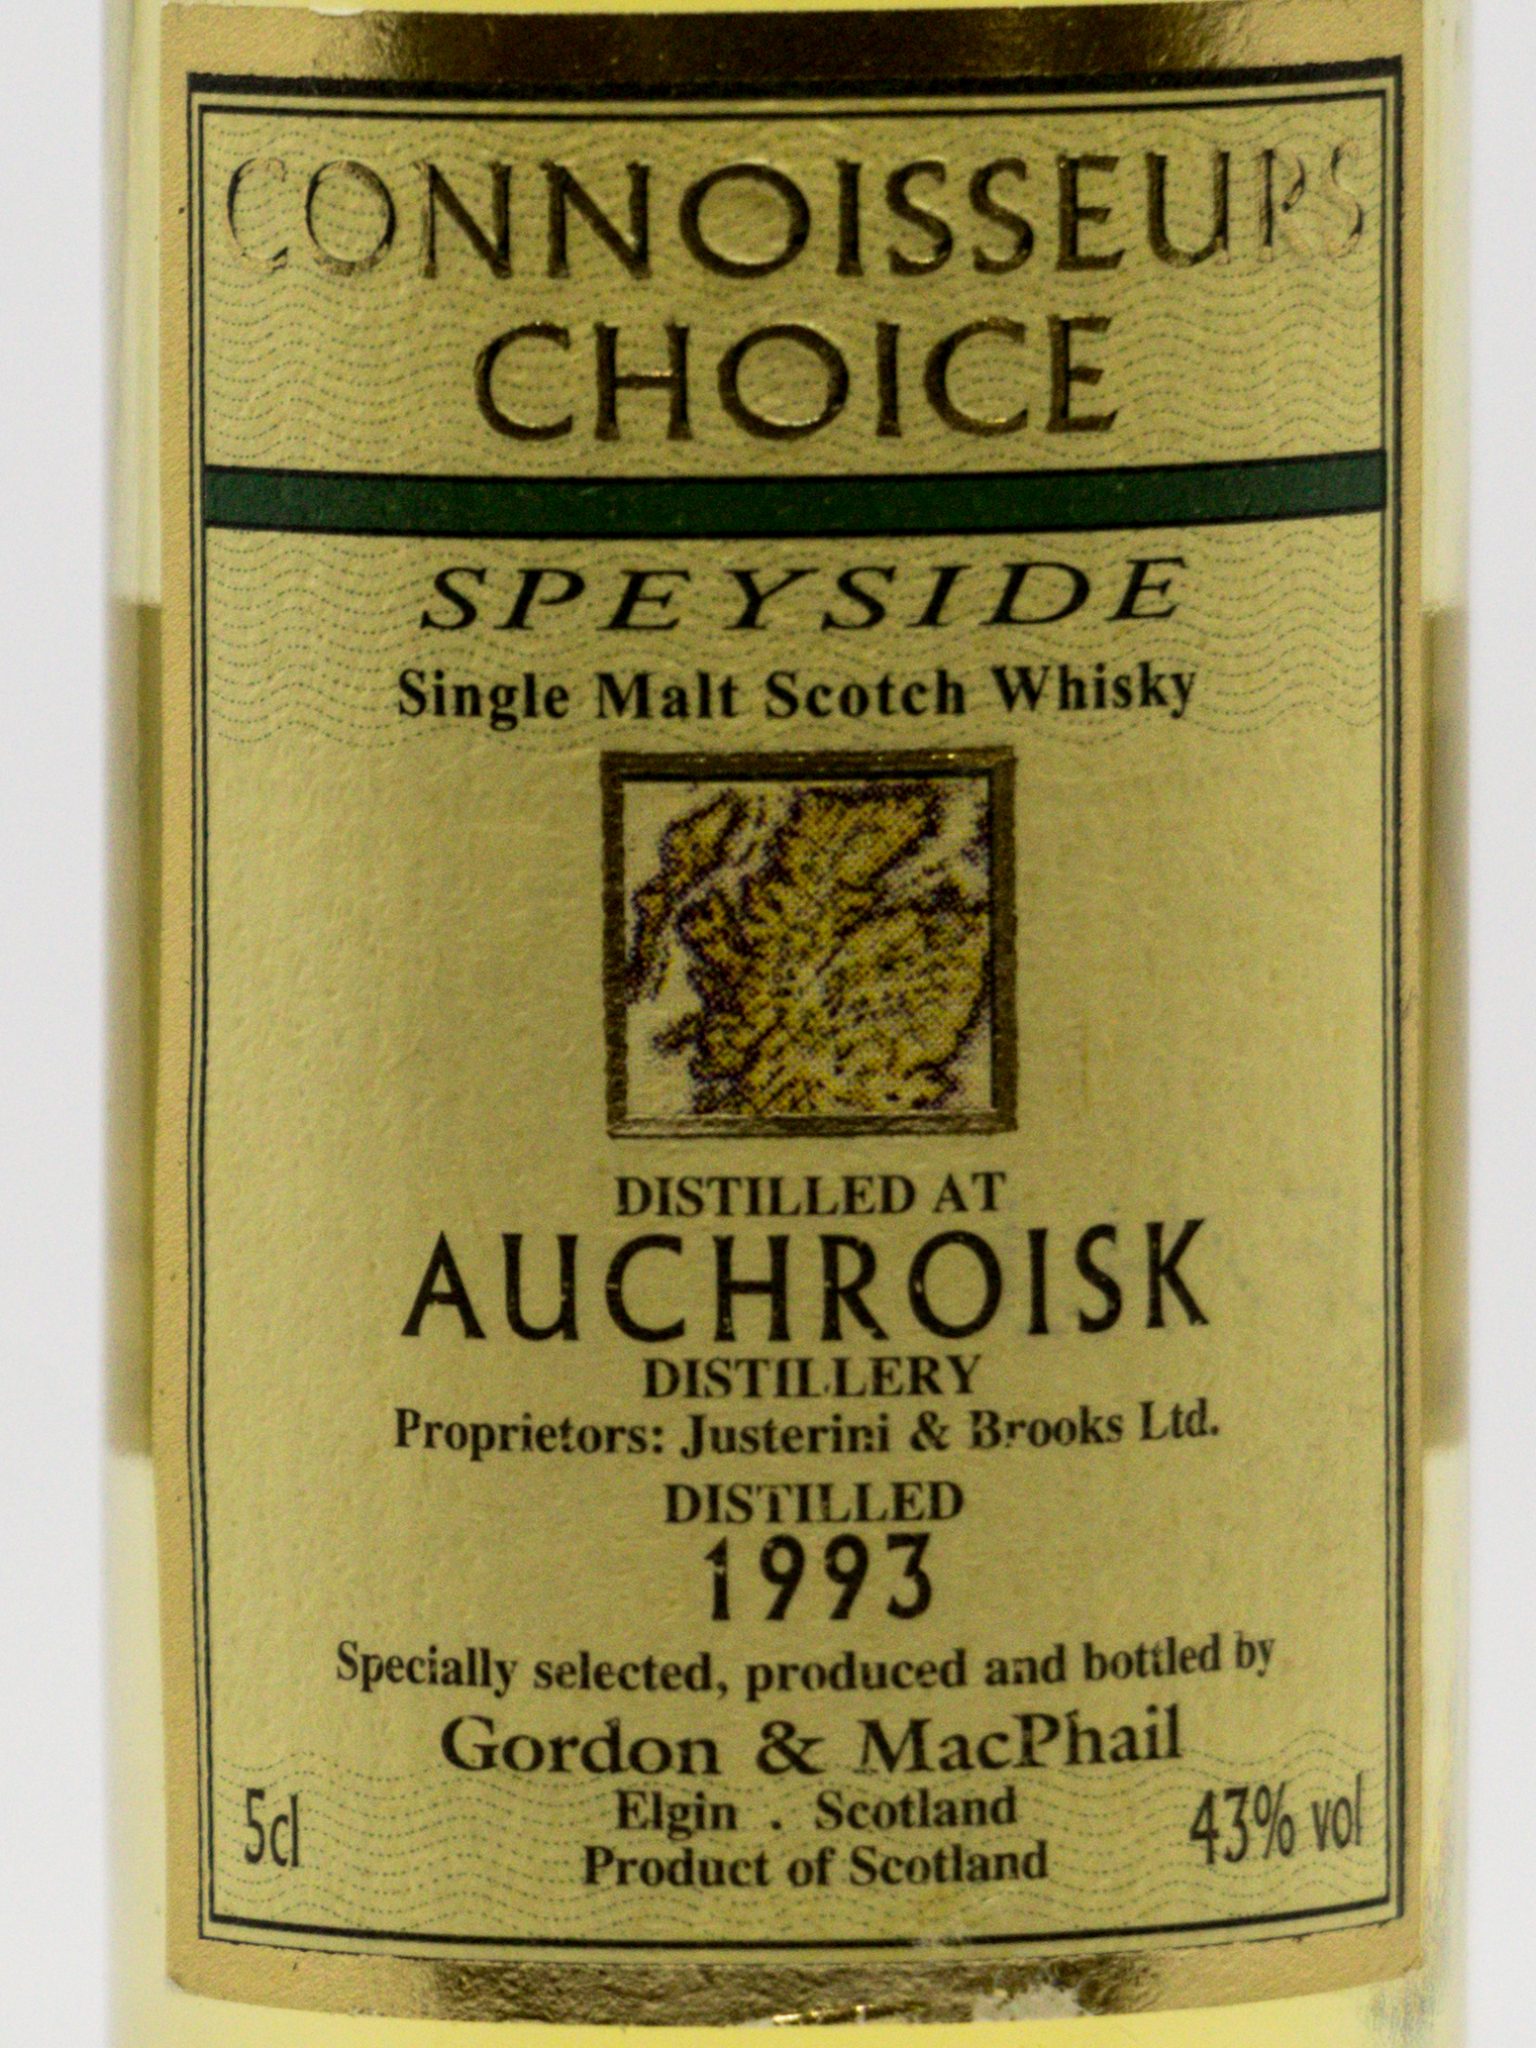 CONNOISSEURS
CHOICE
SPEYSIDE
Single Malt Scotch Whisky
DISTILLED AT
AUCHROISK
DISTILLERY
Proprietors: Justerini & Brooks Ltd.
DISTILLED
1993
Specially selected, produced and bottled by
Gordon & MacPhail
Elgin . Scotland
Product of Scotland
5cl
43% vol